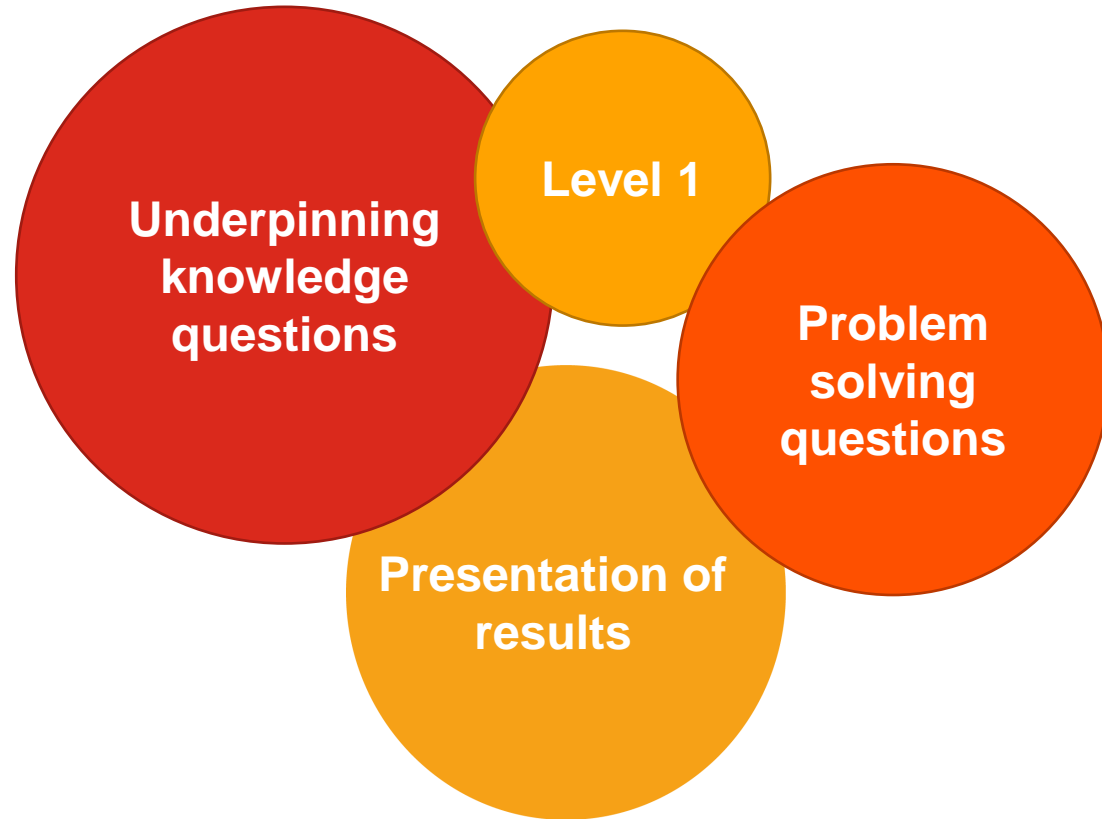 Underpinning
knowledge
questions
Level 1
Problem
solving
questions
Presentation of
results